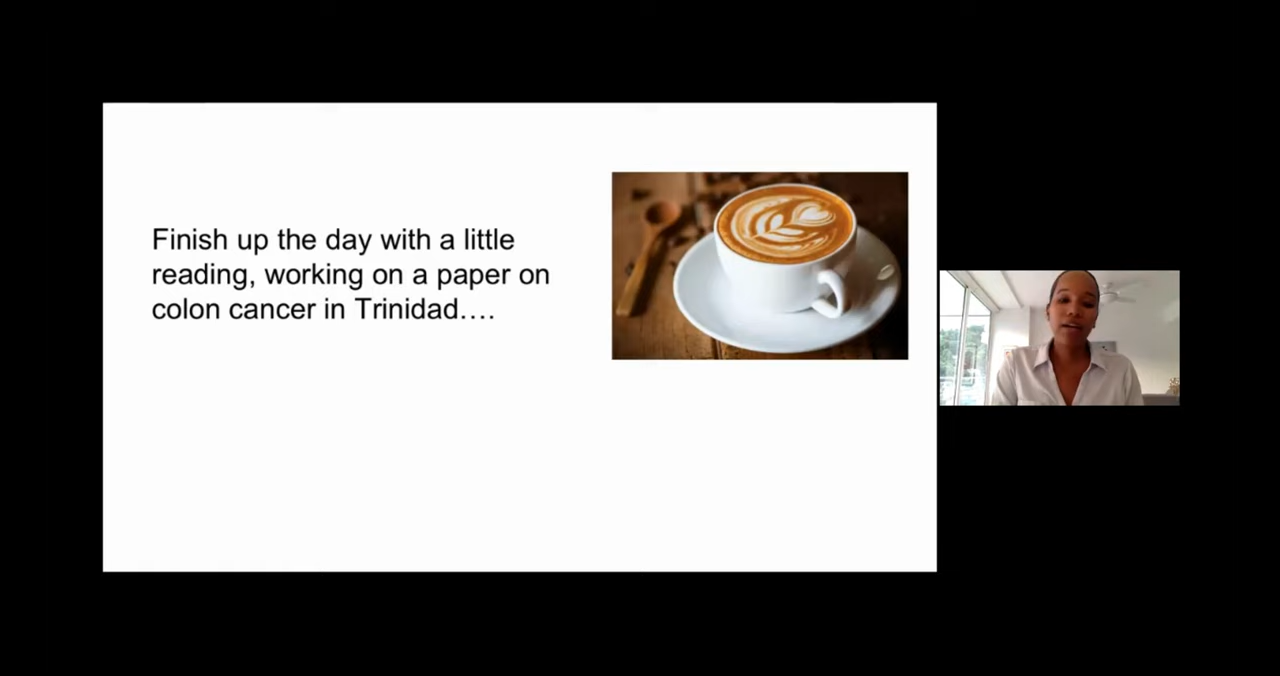 Finish up the day with a little
reading, working on a paper on
colon cancer in Trinidad….